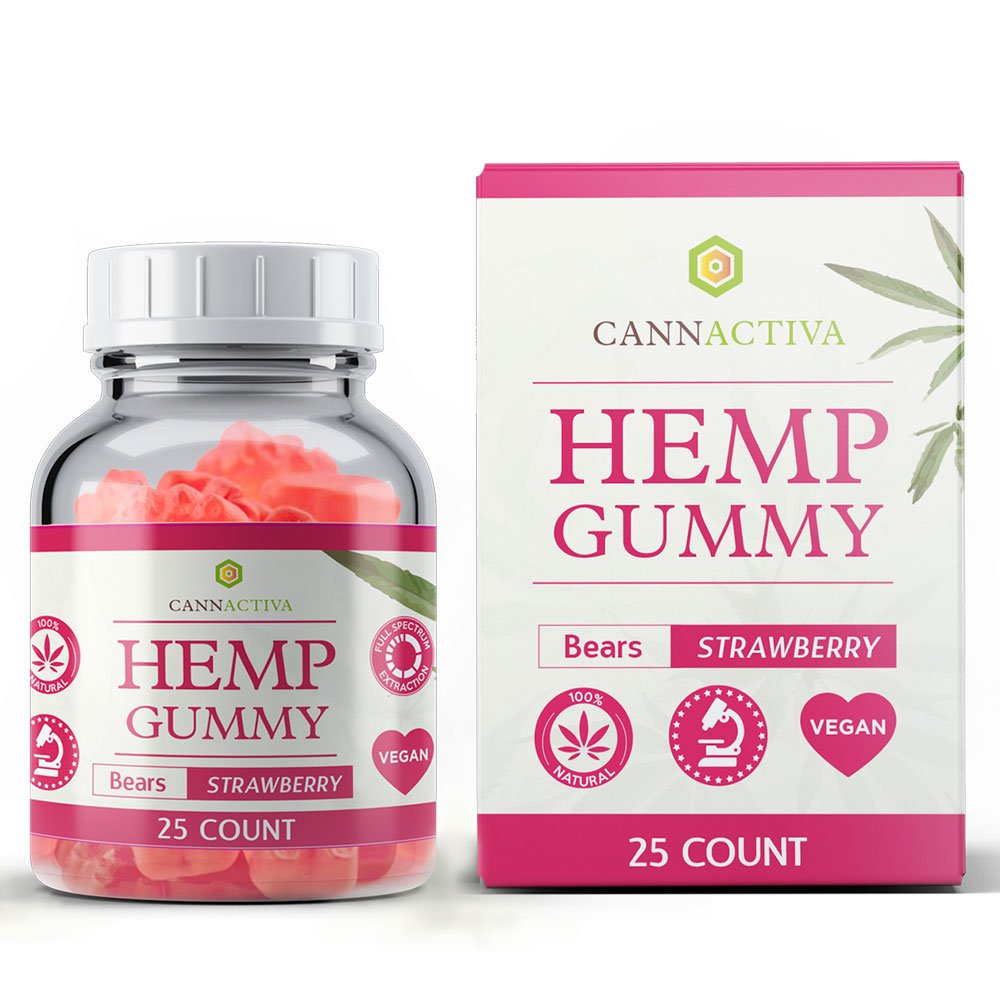 CANNACTIVA
HEMP
GUMMY
Bears STRAWBERRY
100%
NATURAL
FULL SPECTRUM
EXTRACTION
VEGAN
25 COUNT
CANNACTIVA
HEMP
GUMMY
Bears STRAWBERRY
100%
NATURAL
VEGAN
25 COUNT